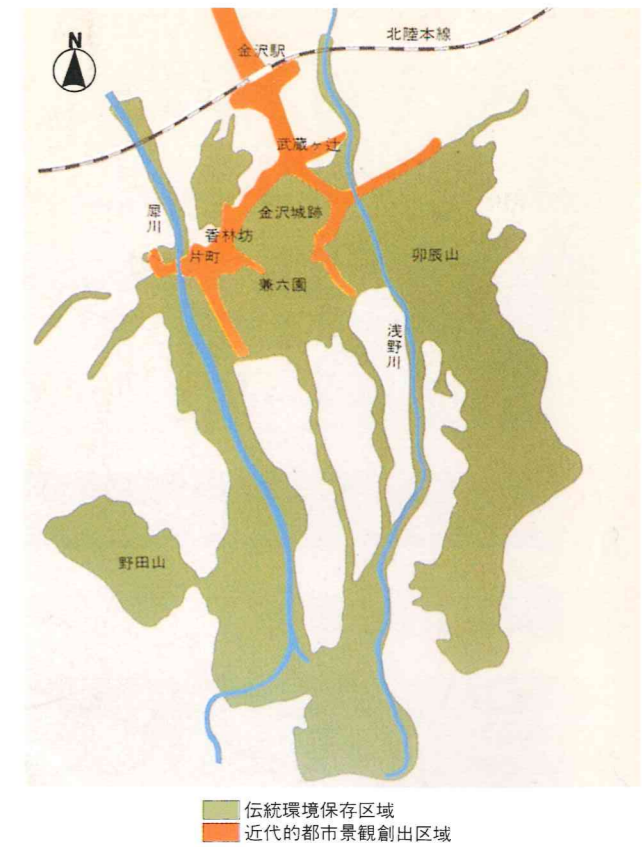 N
北陸本線
金沢駅
武蔵ヶ辻
犀川
金沢城跡
香林坊
片町
卯辰山
兼六園
浅野川
野田山
伝統環境保存区域
近代的都市景観創出区域